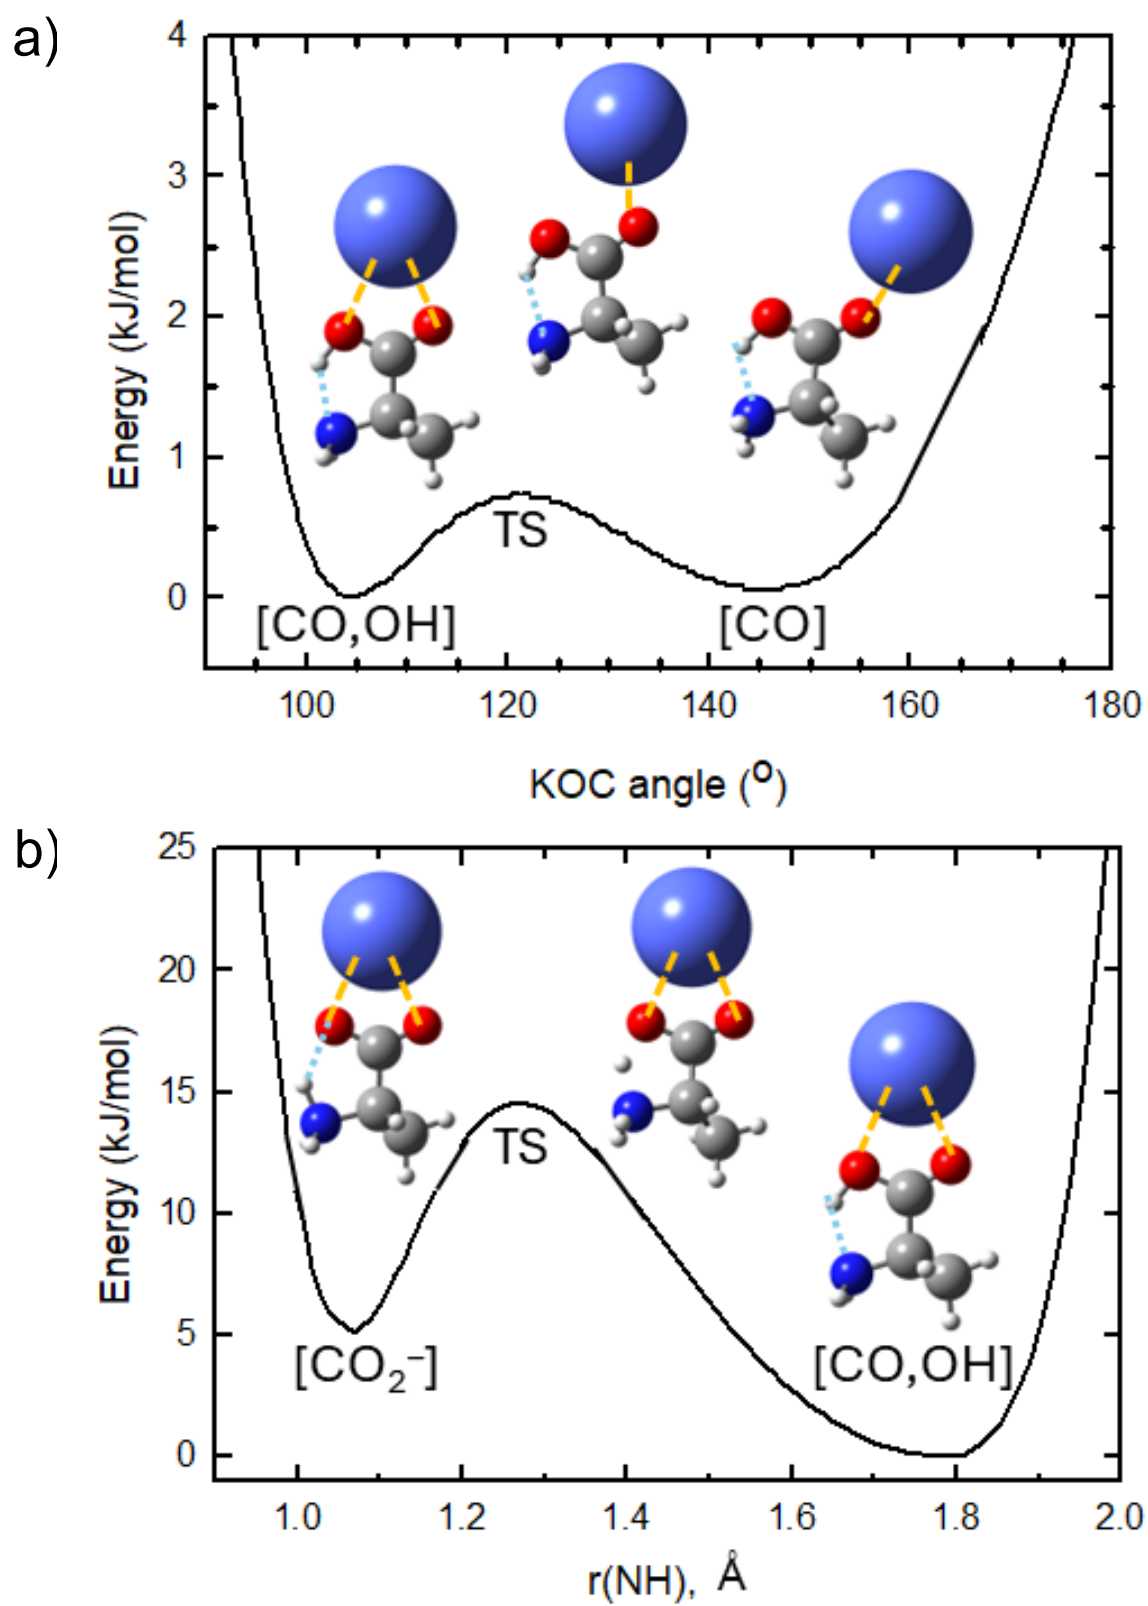 a)
4
3
2
1
0
Energy (kJ/mol)
TS
[CO,OH]
[CO]
100 120 140 160 180
KOC angle (º)
b)
25
20
15
10
5
0
Energy (kJ/mol)
TS
[CO₂⁻]
[CO,OH]
1.0 1.2 1.4 1.6 1.8 2.0
r(NH), Å